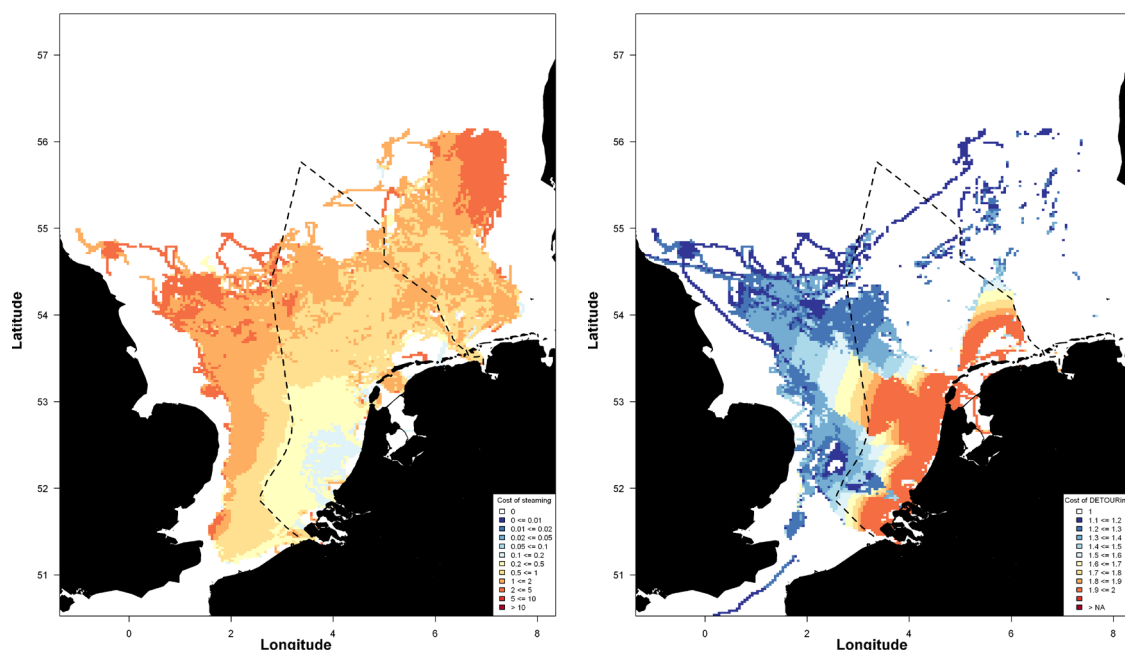 57
56
55
54
53
52
51
Latitude
0
2
4
6
8
Longitude
Cost of steaming
0
0 <= 0.01
0.01 <= 0.02
0.02 <= 0.05
0.05 <= 0.1
0.1 <= 0.2
0.2 <= 0.5
0.5 <= 1
1 <= 2
2 <= 5
5 <= 10
> 10
57
56
55
54
53
52
51
Latitude
0
2
4
6
8
Longitude
Cost of DETOURin
1
1.1 <= 1.2
1.2 <= 1.3
1.3 <= 1.4
1.4 <= 1.5
1.5 <= 1.6
1.6 <= 1.7
1.7 <= 1.8
1.8 <= 1.9
1.9 <= 2
> NA